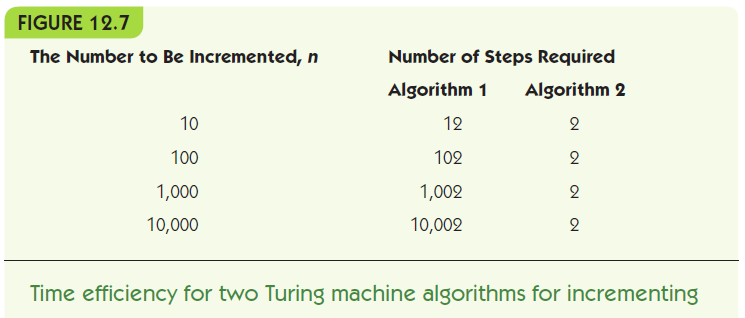 FIGURE 12.7
The Number to Be Incremented, n Number of Steps Required
Algorithm 1 Algorithm 2
10 12 2
100 102 2
1,000 1,002 2
10,000 10,002 2
Time efficiency for two Turing machine algorithms for incrementing